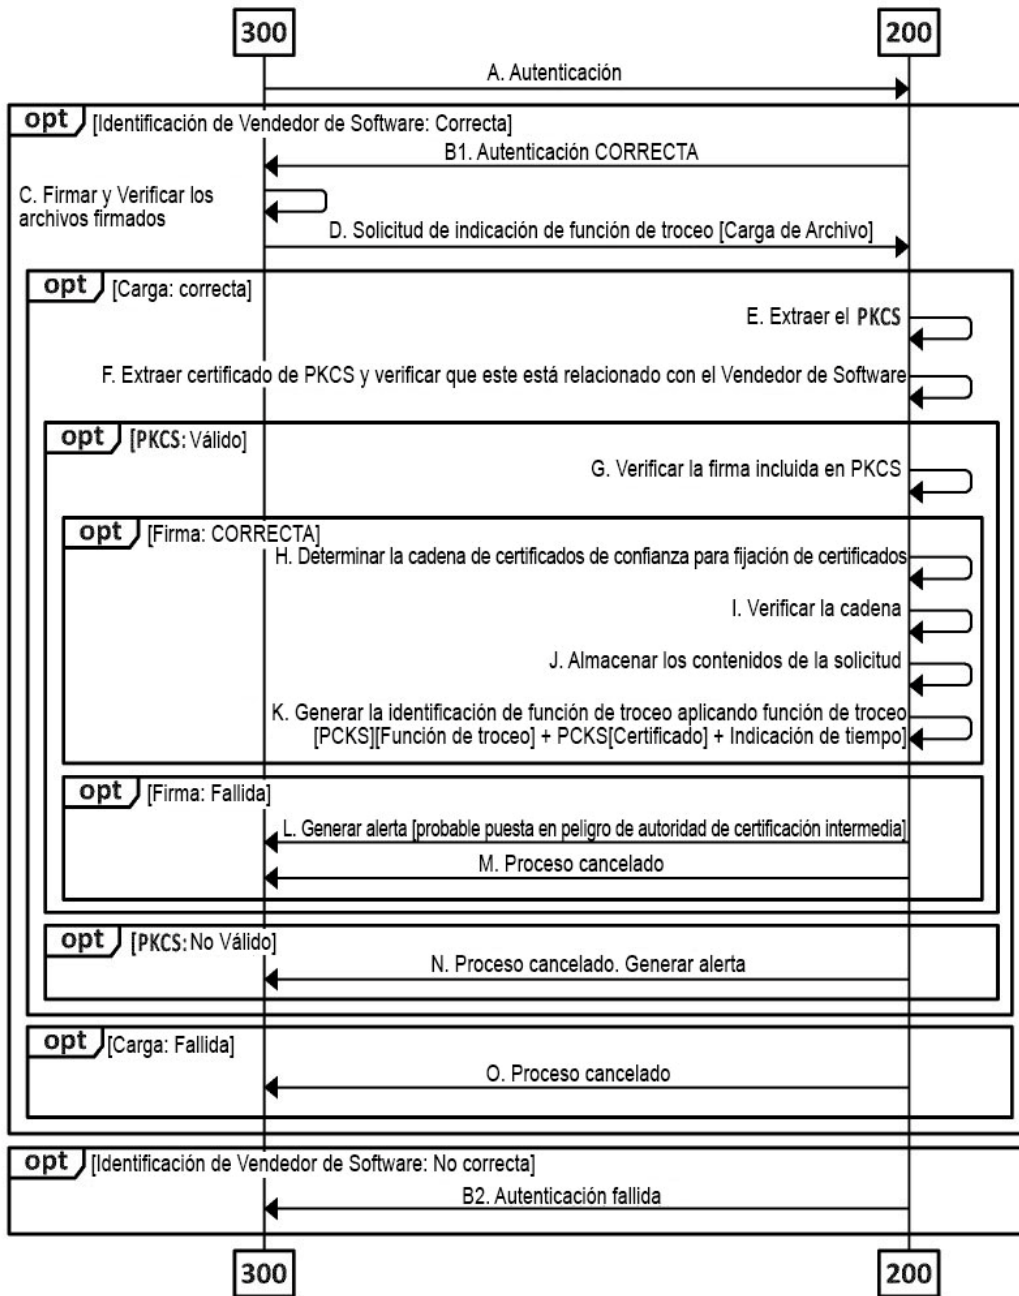 300 200
A. Autenticación
opt [Identificación de Vendedor de Software: Correcta]
B1. Autenticación CORRECTA
C. Firmar y Verificar los
archivos firmados
D. Solicitud de indicación de función de troceo [Carga de Archivo]
opt [Carga: correcta]
E. Extraer el PKCS
F. Extraer certificado de PKCS y verificar que este está relacionado con el Vendedor de Software
opt [PKCS: Válido]
G. Verificar la firma incluida en PKCS
opt [Firma: CORRECTA]
H. Determinar la cadena de certificados de confianza para fijación de certificados
I. Verificar la cadena
J. Almacenar los contenidos de la solicitud
K. Generar la identificación de función de troceo aplicando función de troceo
[PCKS][Función de troceo] + PCKS[Certificado] + Indicación de tiempo]
opt [Firma: Fallida]
L. Generar alerta [probable puesta en peligro de autoridad de certificación intermedia]
M. Proceso cancelado
opt [PKCS: No Válido]
N. Proceso cancelado. Generar alerta
opt [Carga: Fallida]
O. Proceso cancelado
opt [Identificación de Vendedor de Software: No correcta]
B2. Autenticación fallida
300 200